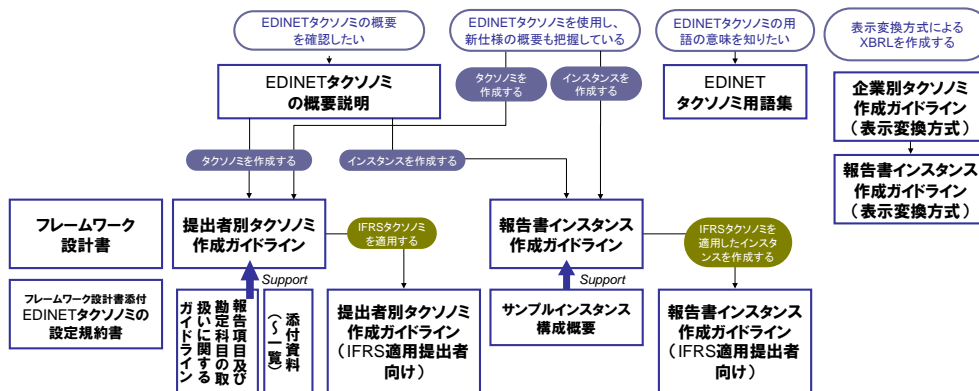 EDINETタクソノミの概要
を確認したい
EDINETタクソノミを使用し、
新仕様の概要も把握している
EDINETタクソノミの用
語の意味を知りたい
表示変換方式による
XBRLを作成する
EDINETタクソノミ
の概要説明
タクソノミを
作成する
インスタンスを
作成する
EDINET
タクソノミ用語集
企業別タクソノミ
作成ガイドライン
（表示変換方式）
タクソノミを作成する
インスタンスを作成する
報告書インスタンス
作成ガイドライン
（表示変換方式）
フレームワーク
設計書
提出者別タクソノミ
作成ガイドライン
IFRSタクソノミ
を適用する
報告書インスタンス
作成ガイドライン
IFRSタクソノミを
適用したインスタ
ンスを作成する
Support
Support
フレームワーク設計書添付
EDINETタクソノミの
設定規約書
報告項目及び
勘定科目の取
扱いに関する
ガイドライン
添付資料
（～一覧）
提出者別タクソノミ
作成ガイドライン
（IFRS適用提出者
向け）
サンプルインスタンス
構成概要
報告書インスタンス
作成ガイドライン
（IFRS適用提出者
向け）